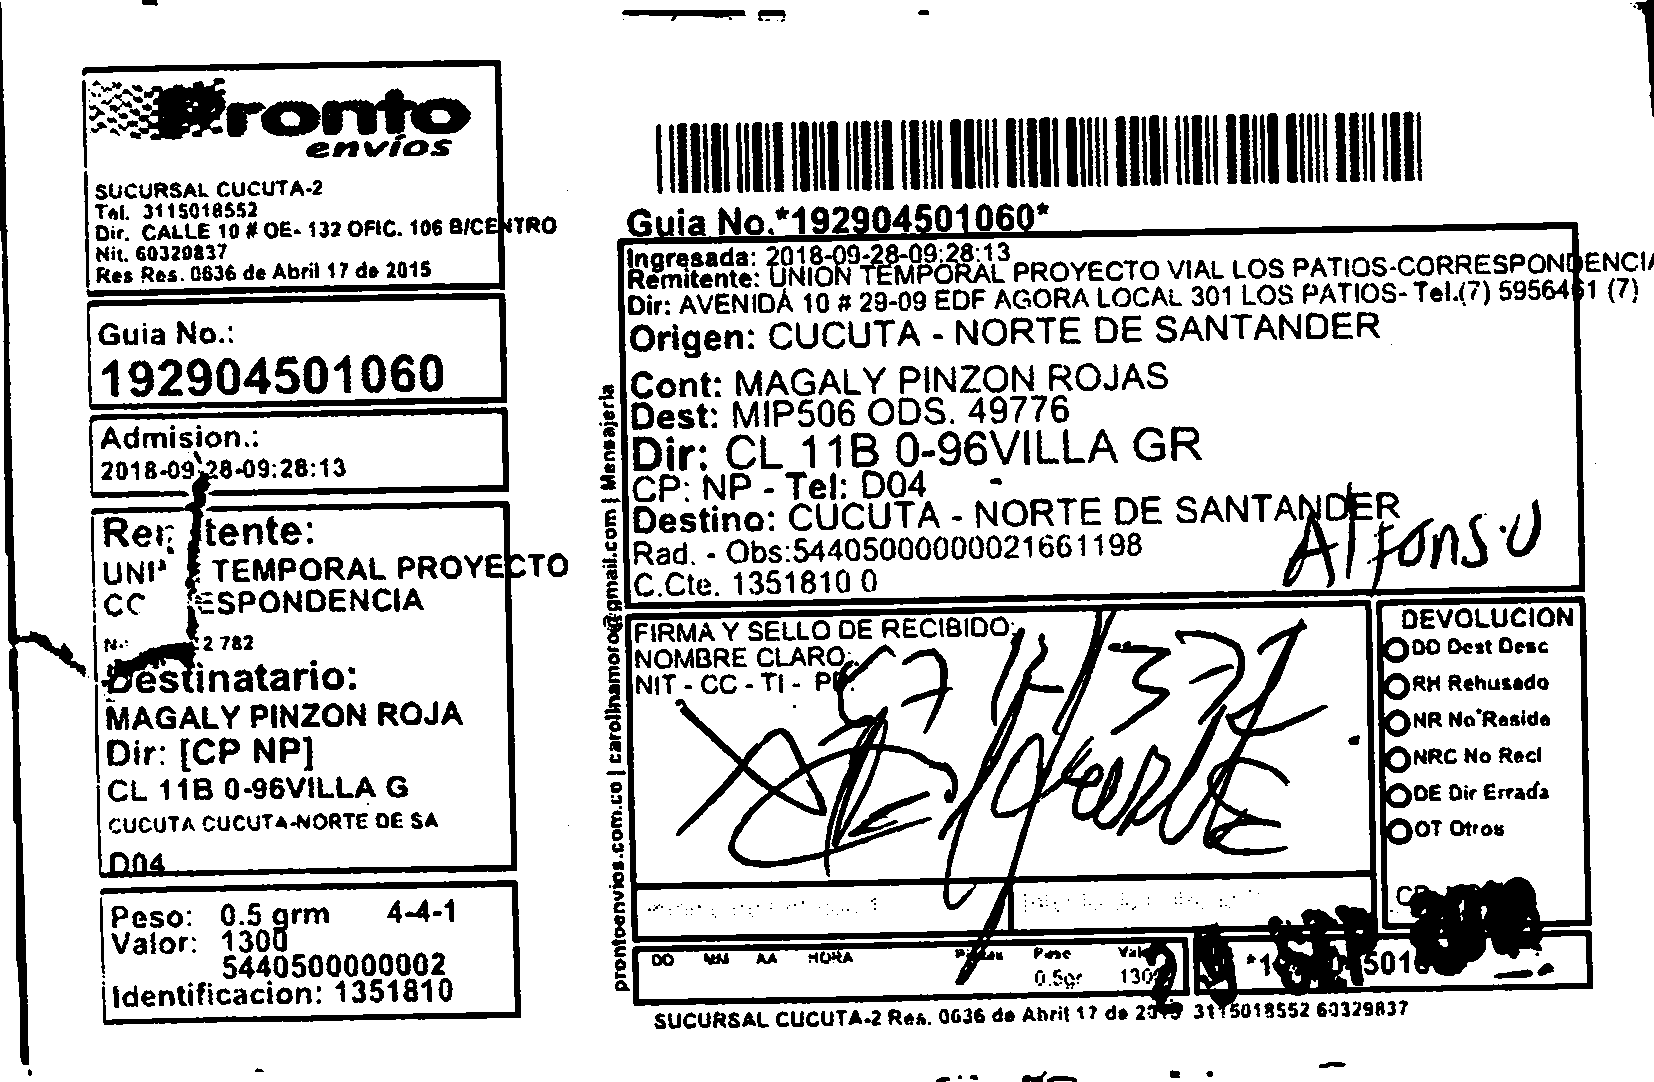 Pronto
envíos
SUCURSAL CUCUTA-2
Tel. 3115018552
Dir. CALLE 10 # OE- 132 OFIC. 106 B/CENTRO
Nit. 60329837
Res Res. 0636 de Abril 17 de 2015
Guia No.:
192904501060
Admision.:
2018-09-28-09:28:13
TEMPORAL PROYECTO
2 782
Destinatario:
MAGALY PINZON ROJA
Dir: [CP NP]
CL 11B 0-96VILLA G
CUCUTA CUCUTA-NORTE DE SA
D04
Peso: 0.5 grm 4-4-1
Valor: 1300
5440500000002
Identificacion: 1351810
prontoenvios.com.co | carolinamoro@gmail.com | Mensajeria
Guia No.*192904501060*
Ingresada: 2018-09-28-09:28:13
Remitente: UNION TEMPORAL PROYECTO VIAL LOS PATIOS-CORRESPONDENCIA
Dir: AVENIDA 10 # 29-09 EDF AGORA LOCAL 301 LOS PATIOS- Tel.(7) 5956461 (7)
Origen: CUCUTA - NORTE DE SANTANDER
Cont: MAGALY PINZON ROJAS
Dest: MIP506 ODS. 49776
Dir: CL 11B 0-96VILLA GR
CP: NP - Tel: D04 -
Destino: CUCUTA - NORTE DE SANTANDER
Rad. - Obs:544050000000021661198
C.Cte. 1351810 0
Alfonso
FIRMA Y SELLO DE RECIBIDO:
NOMBRE CLARO:
NIT - CC - TI -
DEVOLUCION
DD Dest Desc
RH Rehusado
NR No Reside
NRC No Recl
DE Dir Errada
OT Otros
DD MM AA HORA Peso
0.5gr
SUCURSAL CUCUTA-2 Res. 0636 de Abril 17 de 2015 3115018552 60329837